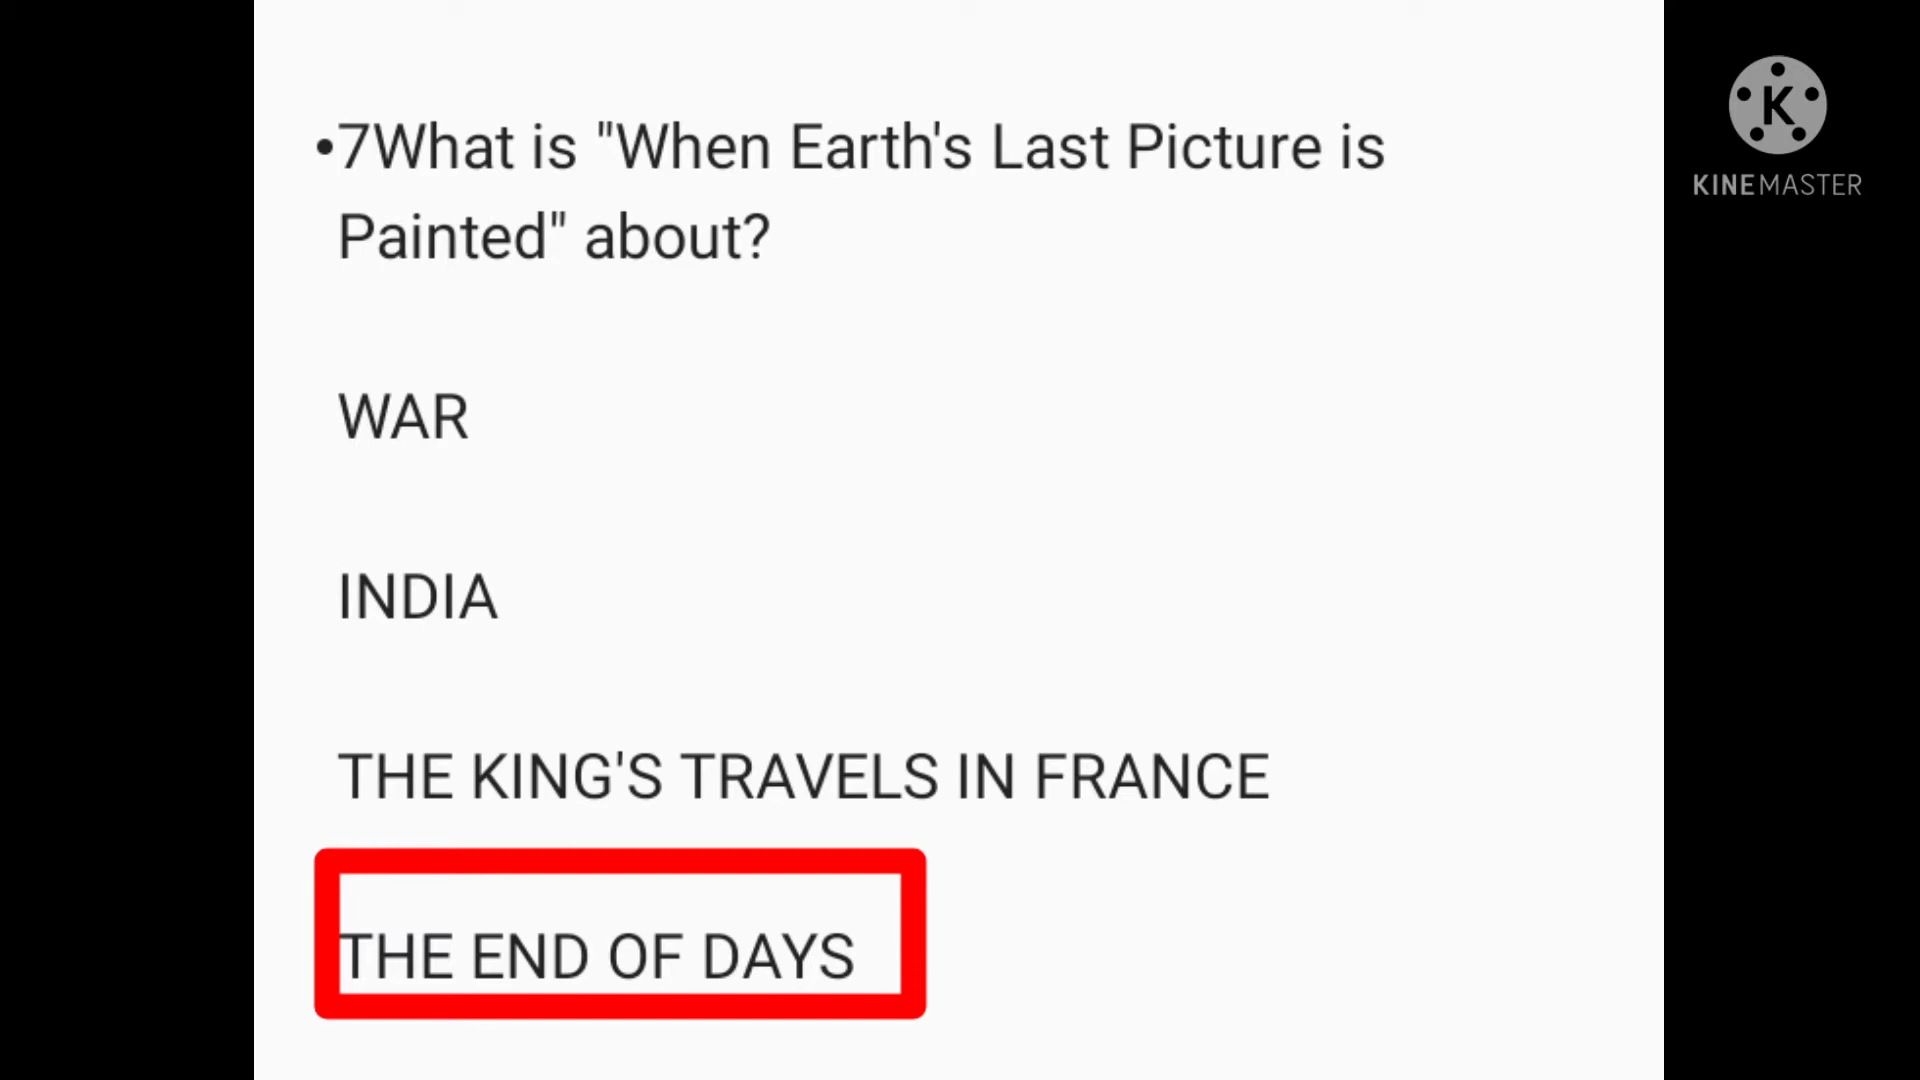 •7What is "When Earth's Last Picture is
Painted" about?
WAR
INDIA
THE KING'S TRAVELS IN FRANCE
THE END OF DAYS
K
KINEMASTER